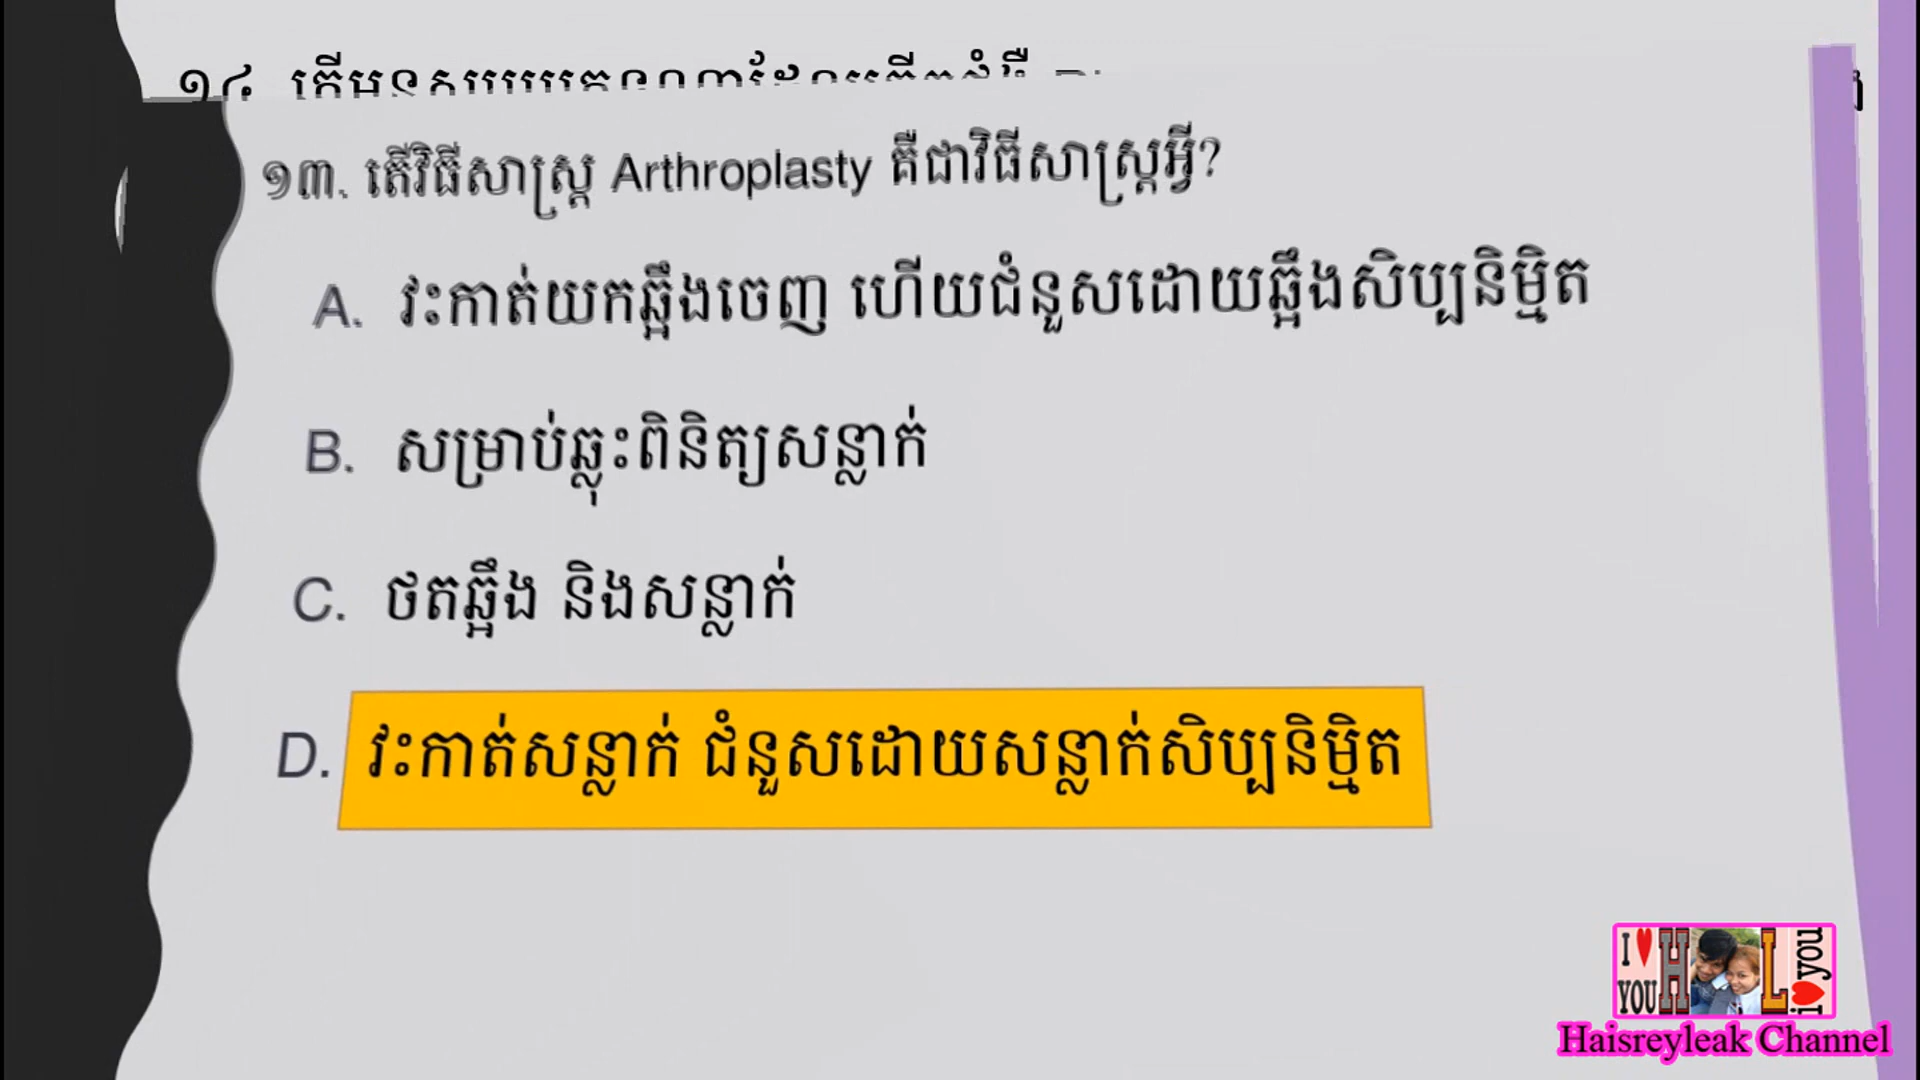 ១៤.
១៣. តើវិធីសាស្ត្រ Arthroplasty គឺជាវិធីសាស្ត្រអ្វី?
A. វះកាត់យកឆ្អឹងចេញ ហើយជំនួសដោយឆ្អឹងសិប្បនិម្មិត
B. សម្រាប់ឆ្លុះពិនិត្យសន្លាក់
C. ថតឆ្អឹង និងសន្លាក់
D. វះកាត់សន្លាក់ ជំនួសដោយសន្លាក់សិប្បនិម្មិត
I YOU H L i you
Haisreyleak Channel